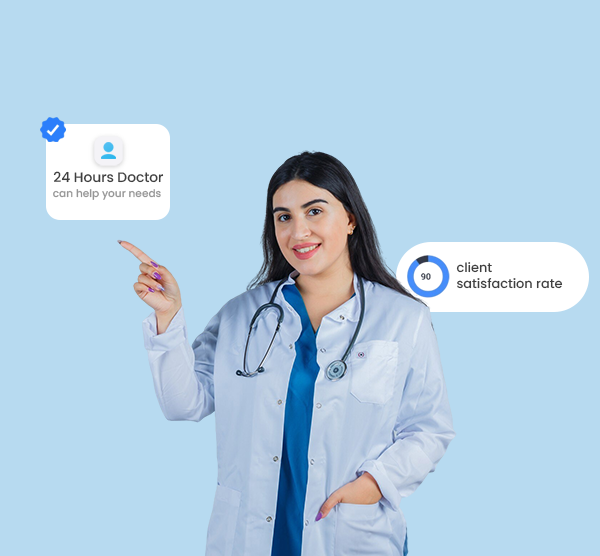 24 Hours Doctor
can help your needs
90
client
satisfaction rate